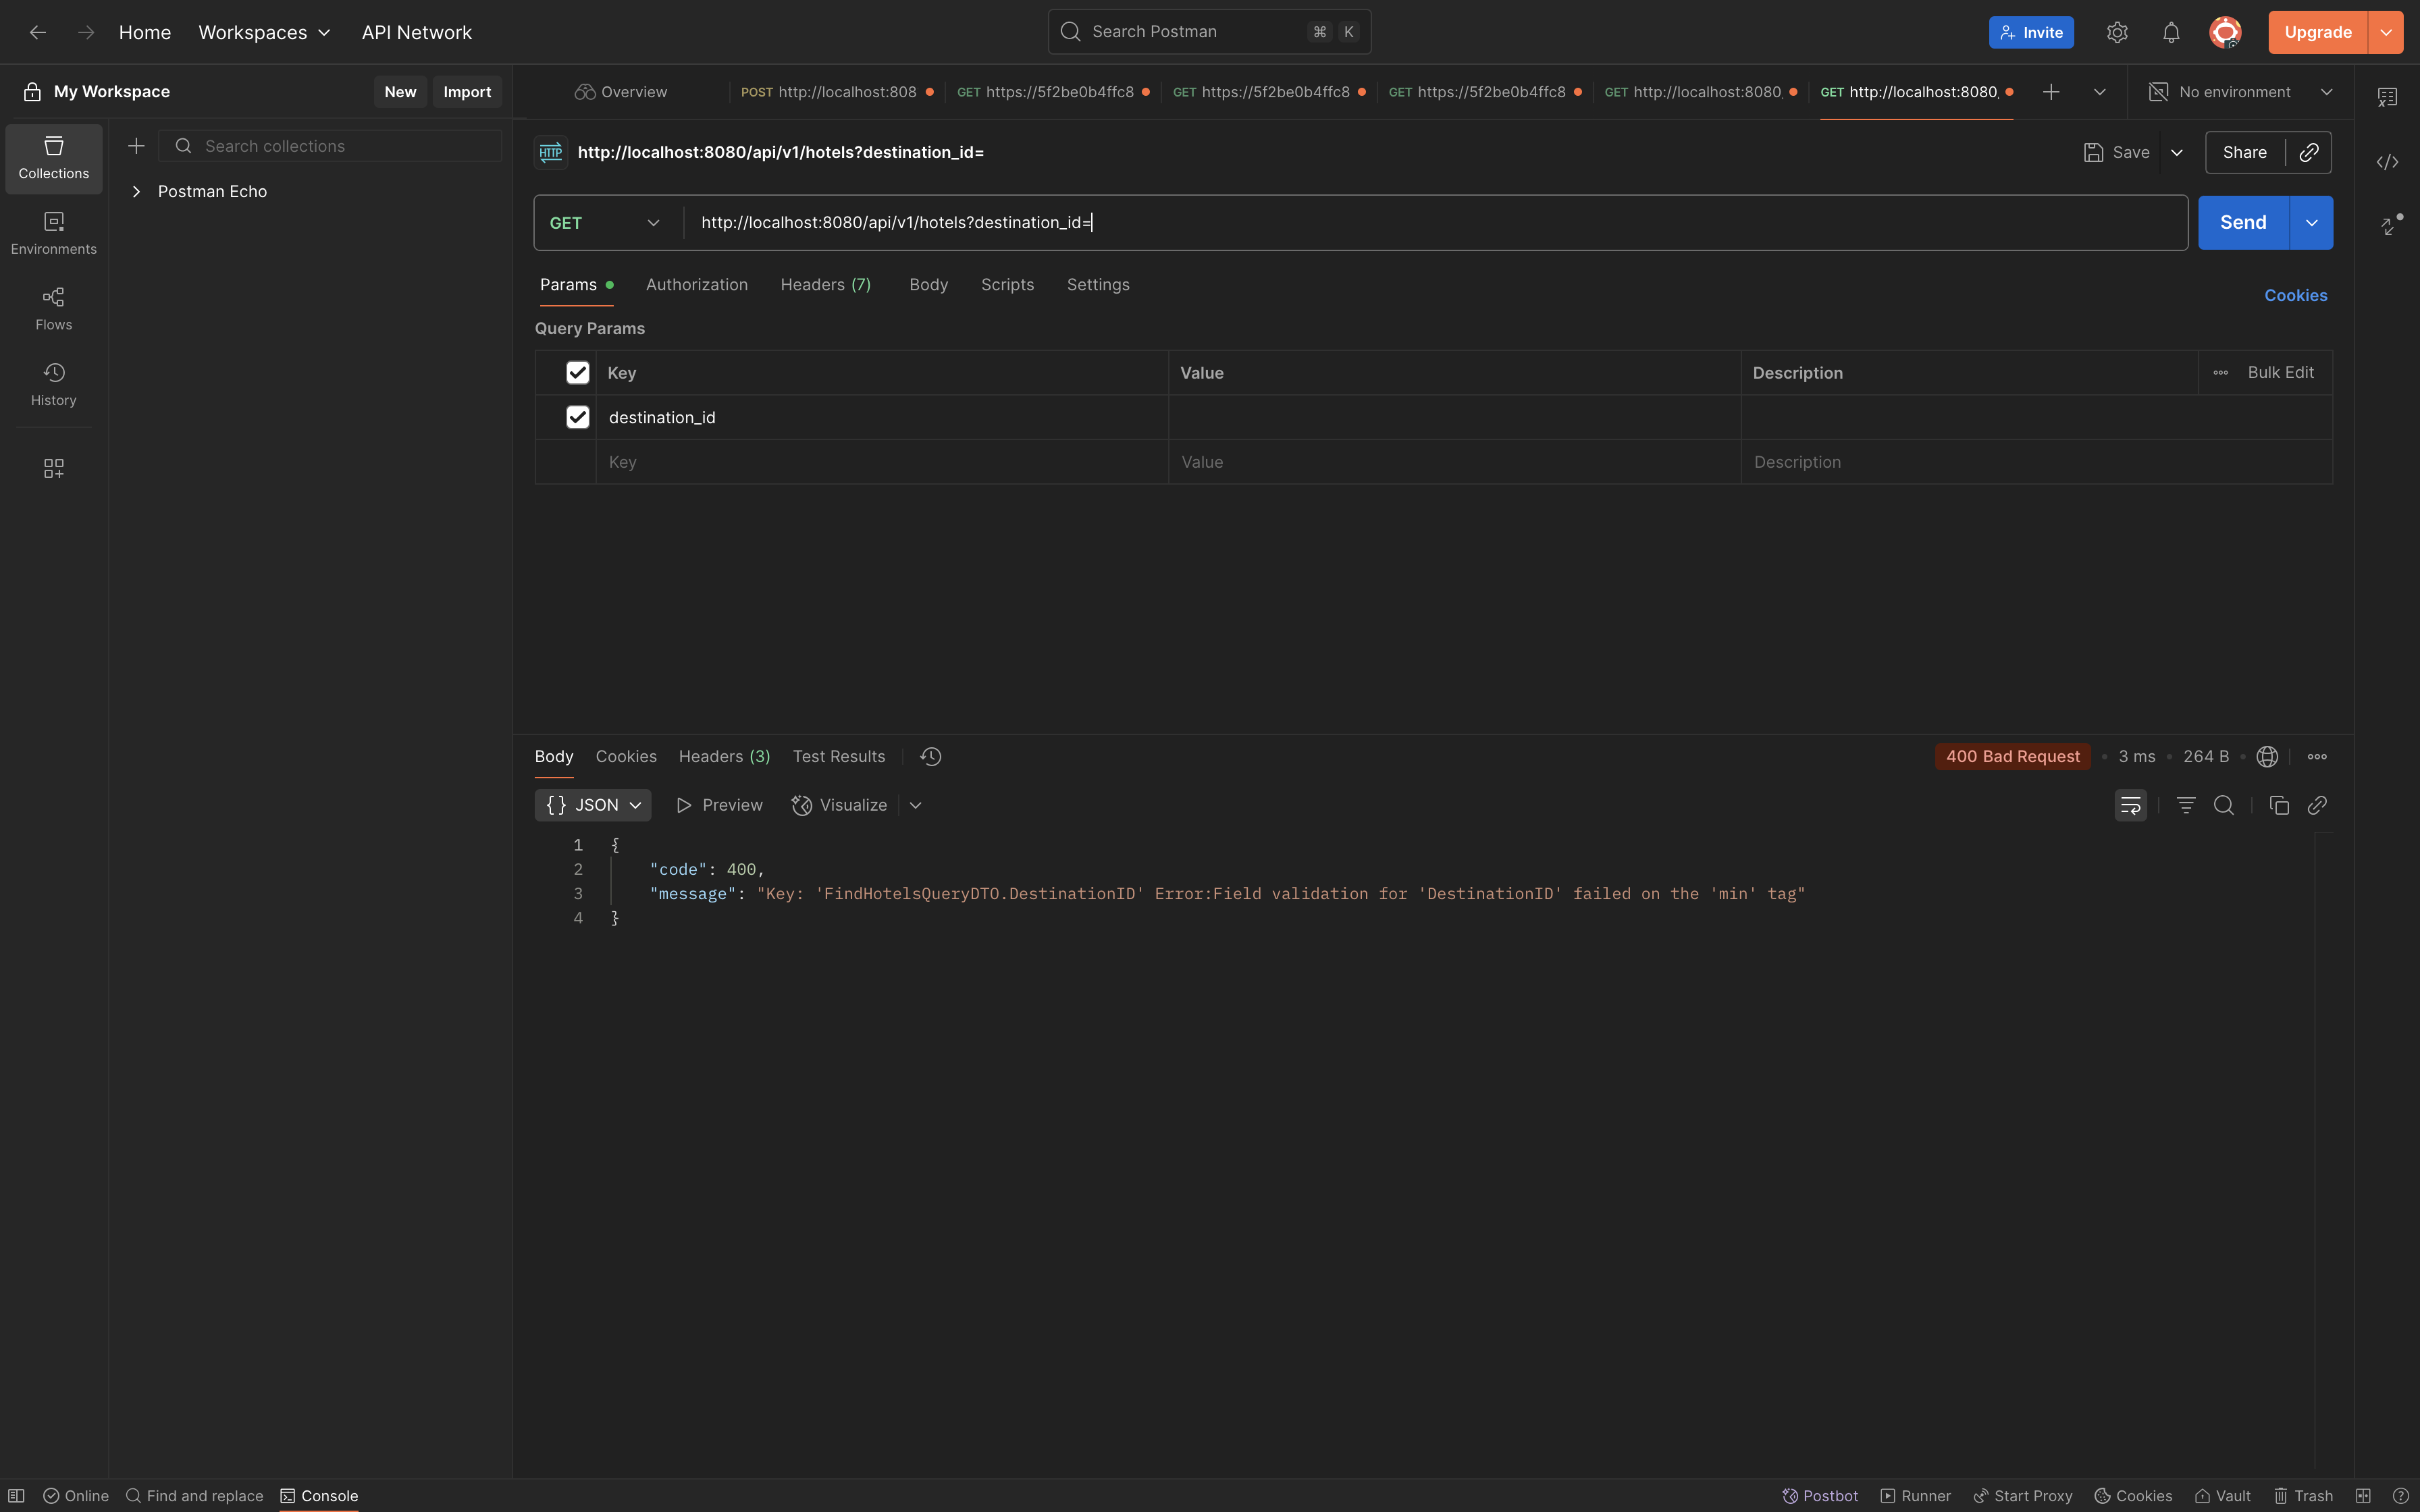 Home Workspaces API Network Search Postman ⌘ K Invite Upgrade
My Workspace New Import Overview POST http://localhost:808 GET https://5f2be0b4ffc8 GET https://5f2be0b4ffc8 GET https://5f2be0b4ffc8 GET http://localhost:8080, GET http://localhost:8080, No environment
Collections
Environments
Flows
History
Search collections
Postman Echo
HTTP http://localhost:8080/api/v1/hotels?destination_id= Save Share
GET http://localhost:8080/api/v1/hotels?destination_id= Send
Params Authorization Headers (7) Body Scripts Settings Cookies
Query Params
Key Value Description Bulk Edit
destination_id
Key Value Description
Body Cookies Headers (3) Test Results 400 Bad Request • 3 ms • 264 B
{} JSON Preview Visualize
1 {
2 "code": 400,
3 "message": "Key: 'FindHotelsQueryDTO.DestinationID' Error:Field validation for 'DestinationID' failed on the 'min' tag"
4 }
Online Find and replace Console Postbot Runner Start Proxy Cookies Vault Trash